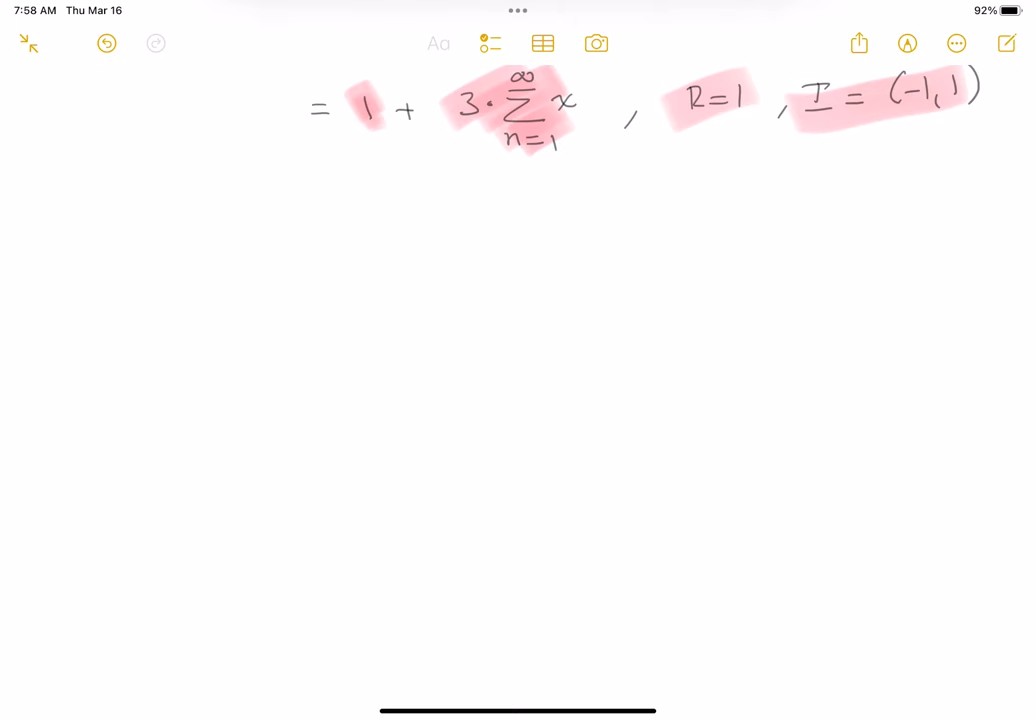 7:58 AM Thu Mar 16
92%
Aa
= 1 + 3 · ∞ Σ n=1 x , R=1 , I = (-1, 1)